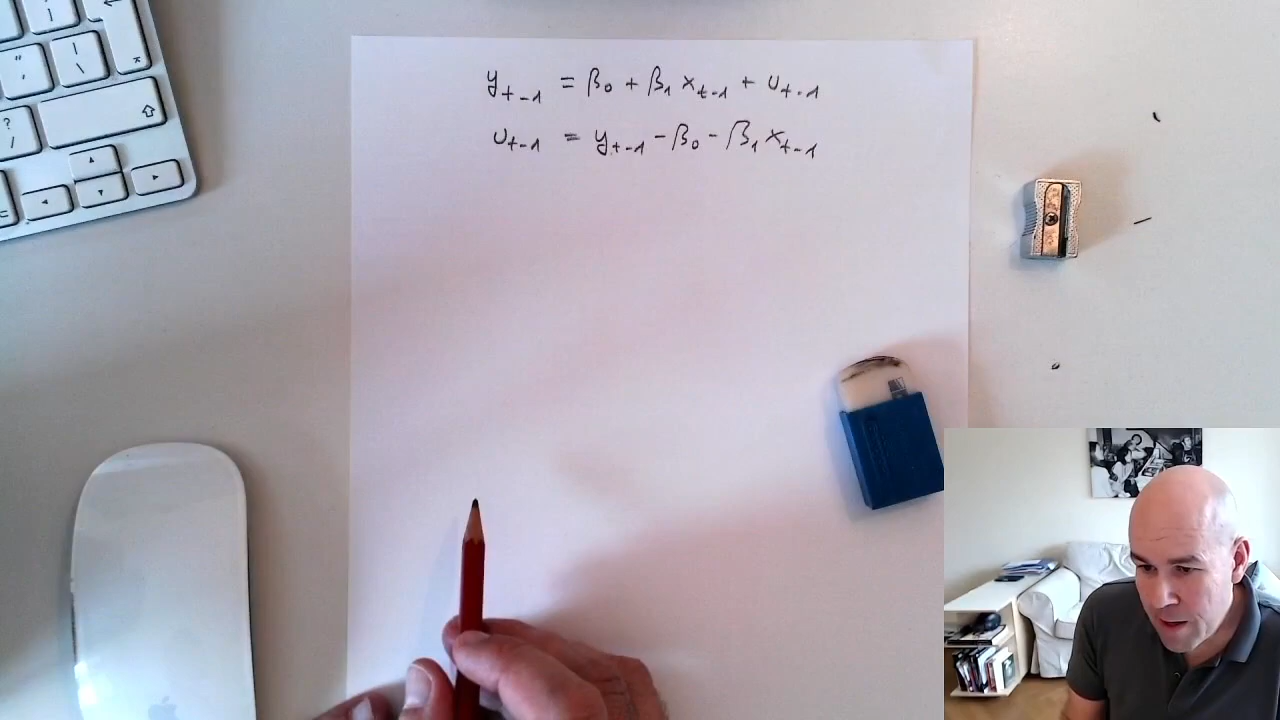 y_{t-1} = β_0 + β_1 x_{t-1} + u_{t-1}
u_{t-1} = y_{t-1} - β_0 - β_1 x_{t-1}